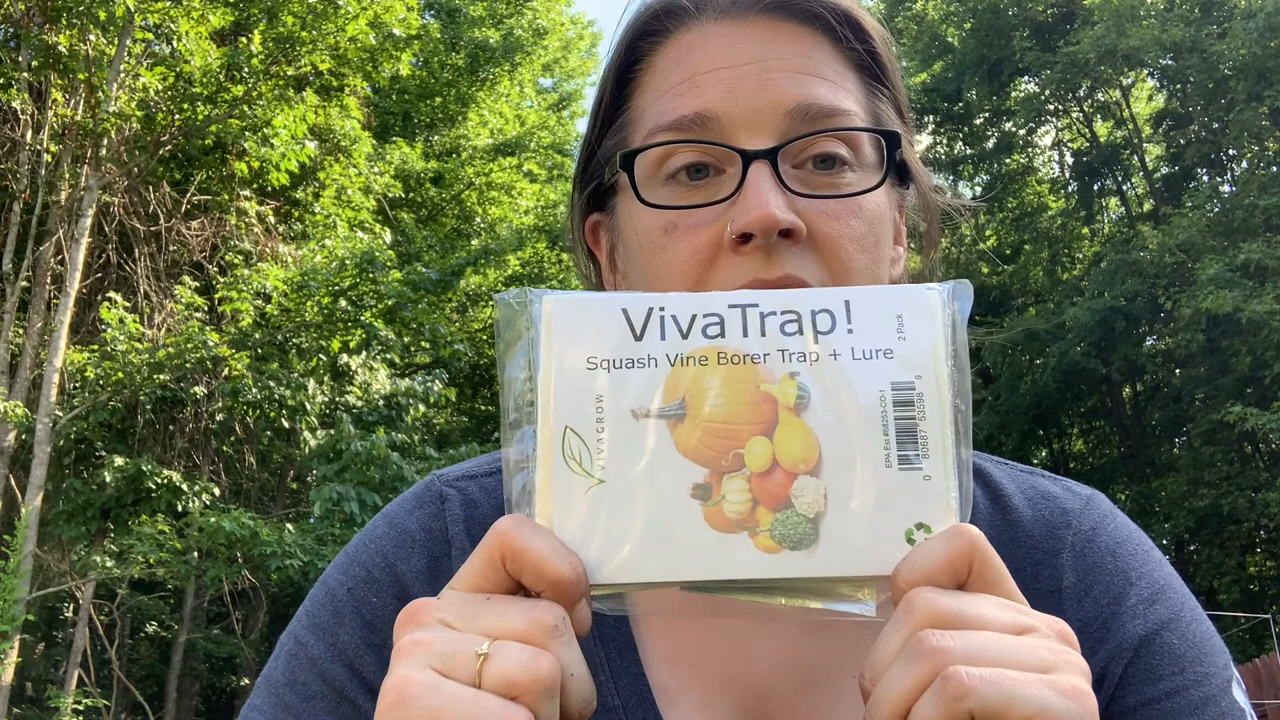 VivaTrap!
2 Pack
Squash Vine Borer Trap + Lure
VIVAGROW
EPA Est #68253-CO-1
0 80687 53598 9